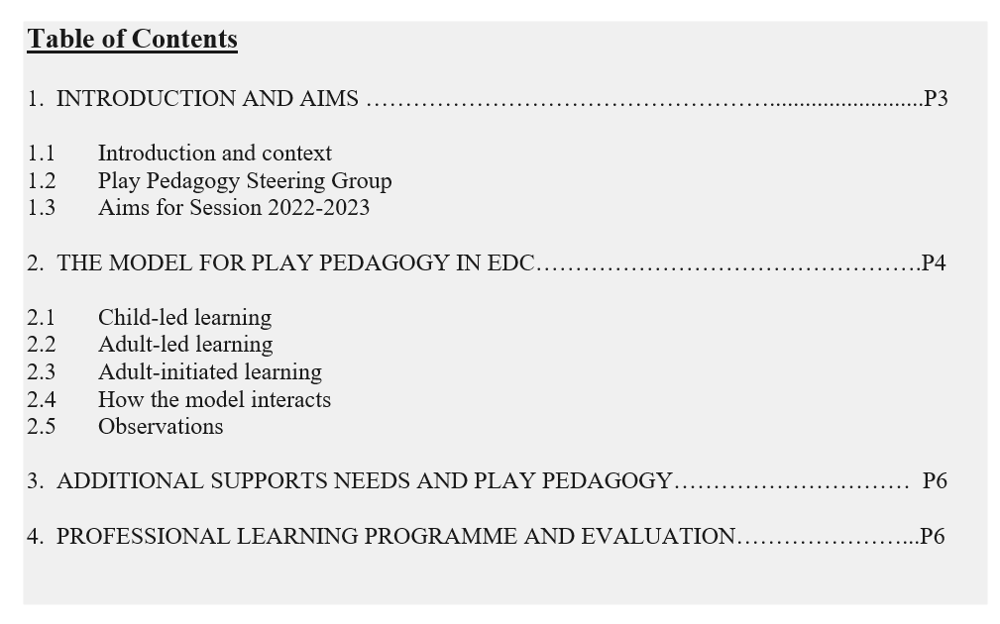 Table of Contents
1. INTRODUCTION AND AIMS ……………………………………………..........................P3
1.1 Introduction and context
1.2 Play Pedagogy Steering Group
1.3 Aims for Session 2022-2023
2. THE MODEL FOR PLAY PEDAGOGY IN EDC………………………………………….P4
2.1 Child-led learning
2.2 Adult-led learning
2.3 Adult-initiated learning
2.4 How the model interacts
2.5 Observations
3. ADDITIONAL SUPPORTS NEEDS AND PLAY PEDAGOGY………………………… P6
4. PROFESSIONAL LEARNING PROGRAMME AND EVALUATION…………………...P6